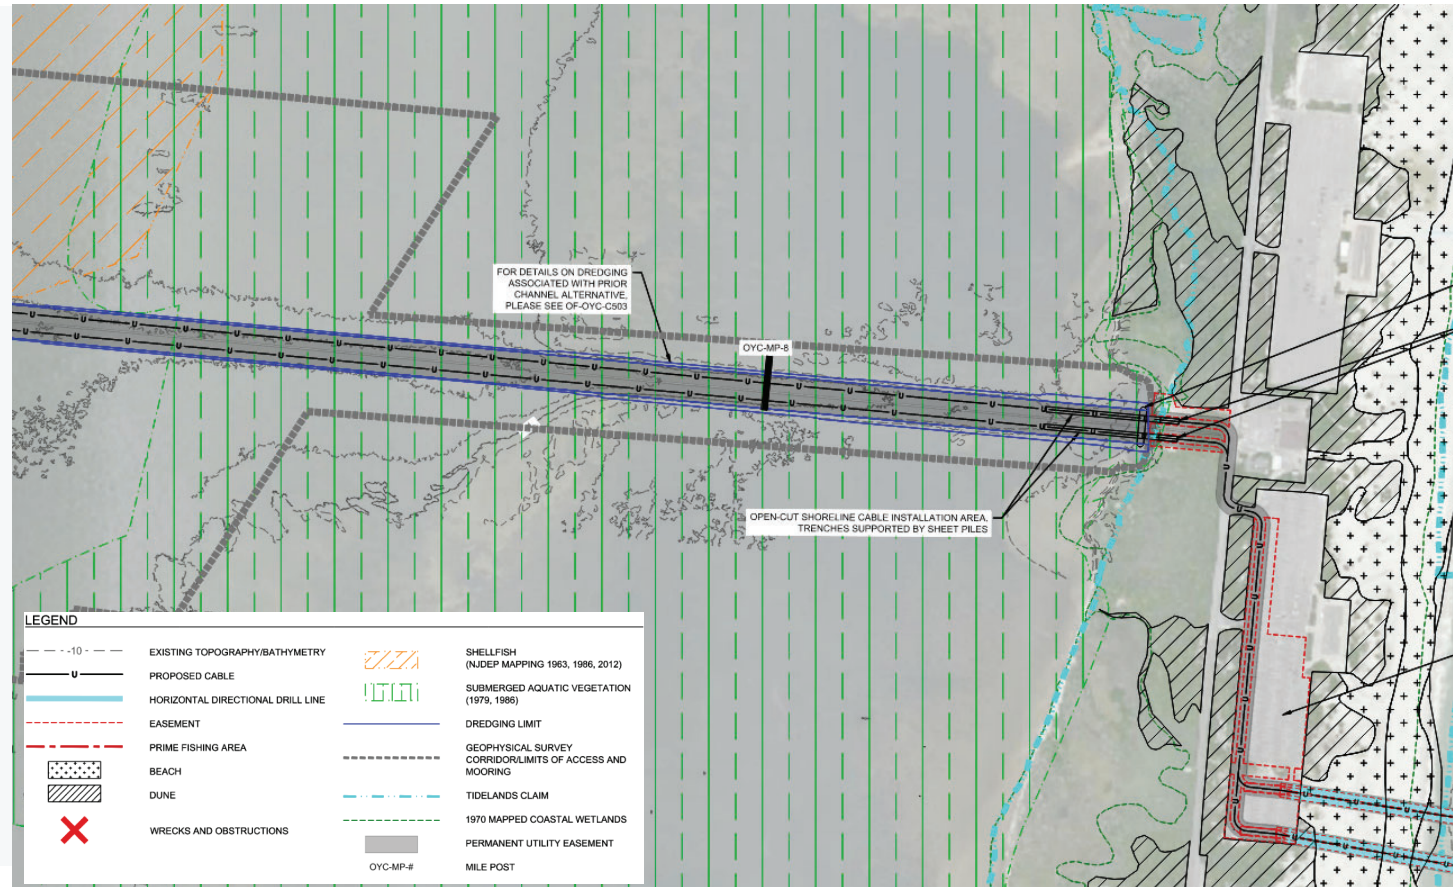 FOR DETAILS ON DREDGING
ASSOCIATED WITH PRIOR
CHANNEL ALTERNATIVE,
PLEASE SEE OF-OYC-C503
OYC-MP-8
OPEN-CUT SHORELINE CABLE INSTALLATION AREA.
TRENCHES SUPPORTED BY SHEET PILES
LEGEND
-10
EXISTING TOPOGRAPHY/BATHYMETRY
U
PROPOSED CABLE
HORIZONTAL DIRECTIONAL DRILL LINE
EASEMENT
PRIME FISHING AREA
BEACH
DUNE
WRECKS AND OBSTRUCTIONS
SHELLFISH
(NJDEP MAPPING 1963, 1986, 2012)
SUBMERGED AQUATIC VEGETATION
(1979, 1986)
DREDGING LIMIT
GEOPHYSICAL SURVEY
CORRIDOR/LIMITS OF ACCESS AND
MOORING
TIDELANDS CLAIM
1970 MAPPED COASTAL WETLANDS
PERMANENT UTILITY EASEMENT
OYC-MP-#
MILE POST